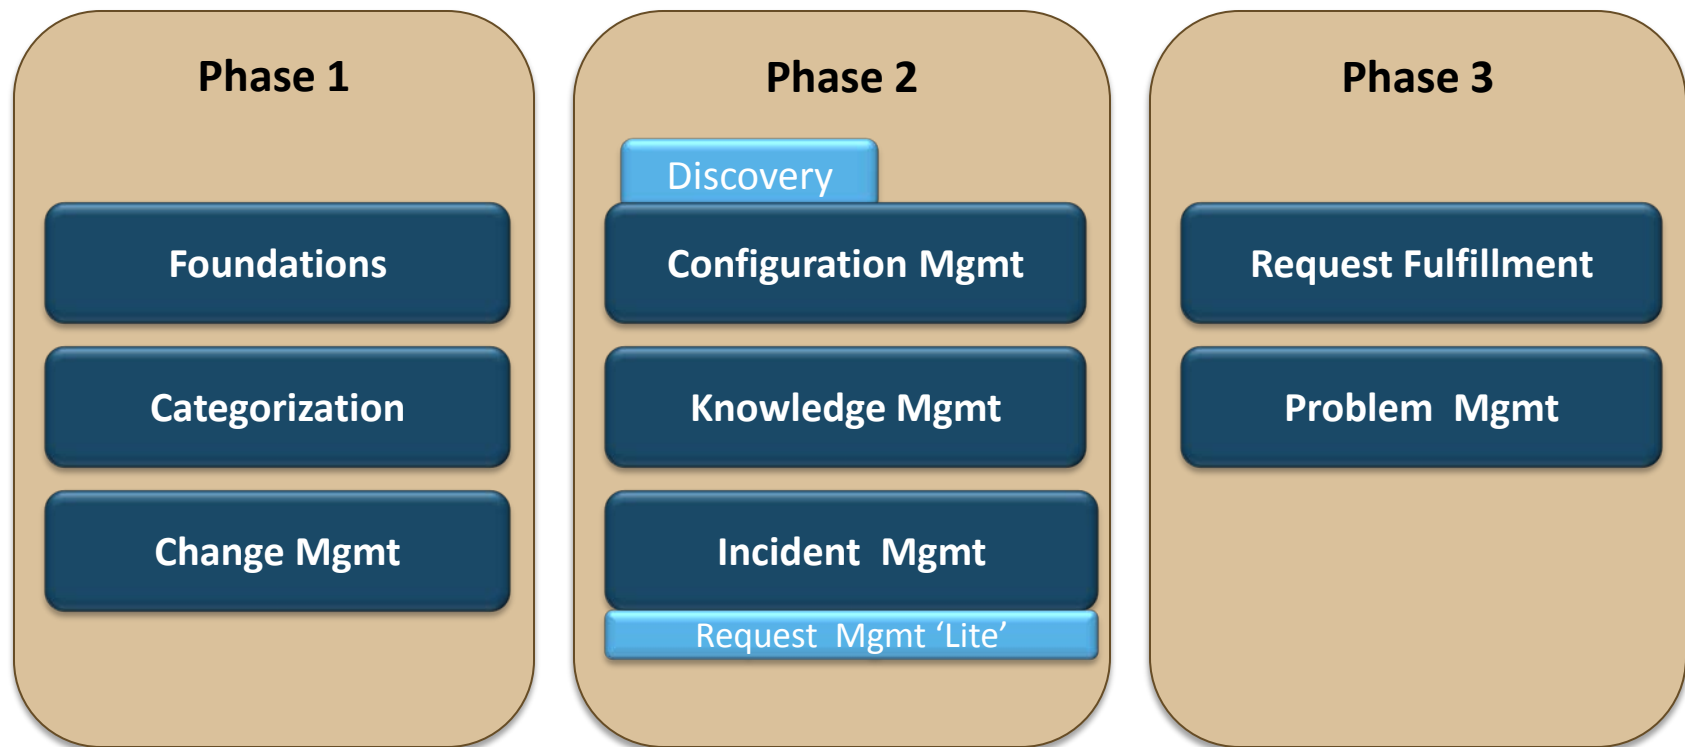 Phase 1
Foundations
Categorization
Change Mgmt
Phase 2
Discovery
Configuration Mgmt
Knowledge Mgmt
Incident  Mgmt
Request  Mgmt ‘Lite’
Phase 3
Request Fulfillment
Problem  Mgmt